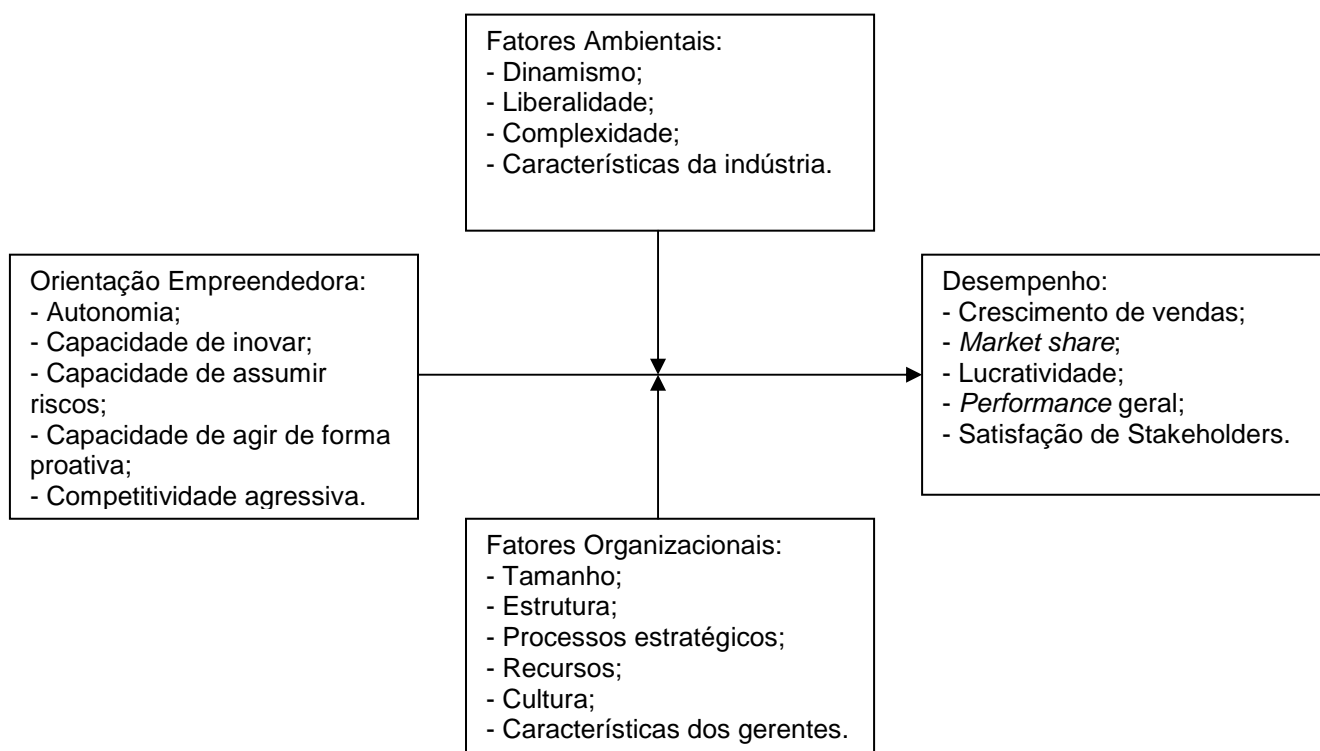 Fatores Ambientais:
- Dinamismo;
- Liberalidade;
- Complexidade;
- Características da indústria.
Orientação Empreendedora:
- Autonomia;
- Capacidade de inovar;
- Capacidade de assumir
riscos;
- Capacidade de agir de forma
proativa;
- Competitividade agressiva.
Desempenho:
- Crescimento de vendas;
- Market share;
- Lucratividade;
- Performance geral;
- Satisfação de Stakeholders.
Fatores Organizacionais:
- Tamanho;
- Estrutura;
- Processos estratégicos;
- Recursos;
- Cultura;
- Características dos gerentes.